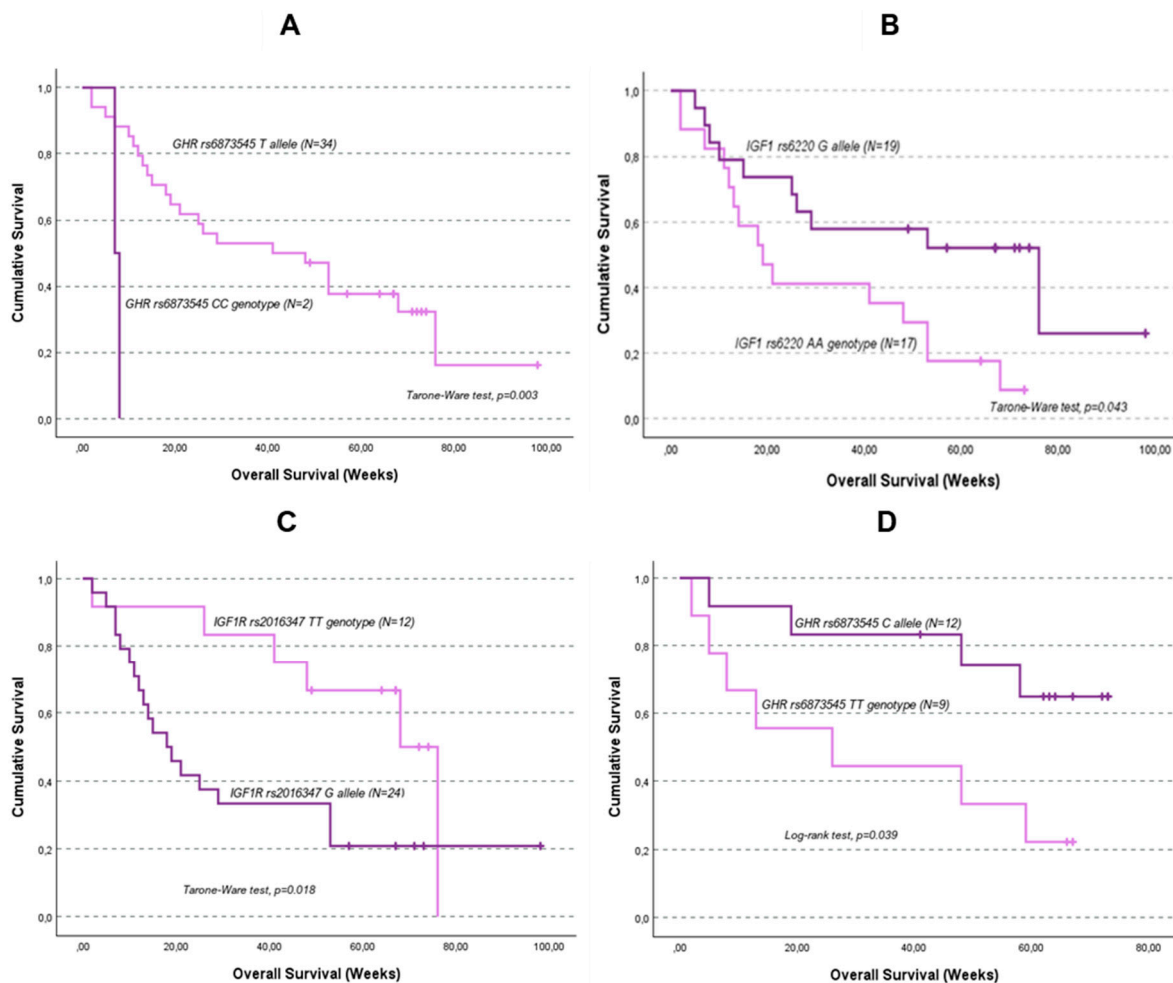 A
1,0
0,8
0,6
0,4
0,2
0,0
Cumulative Survival
GHR rs6873545 T allele (N=34)
GHR rs6873545 CC genotype (N=2)
Tarone-Ware test, p=0.003
,00 20,00 40,00 60,00 80,00 100,00
Overall Survival (Weeks)
B
1,0
0,8
0,6
0,4
0,2
0,0
Cumulative Survival
IGF1 rs6220 G allele (N=19)
IGF1 rs6220 AA genotype (N=17)
Tarone-Ware test, p=0.043
,00 20,00 40,00 60,00 80,00 100,00
Overall Survival (Weeks)
C
1,0
0,8
0,6
0,4
0,2
0,0
Cumulative Survival
IGF1R rs2016347 TT genotype (N=12)
IGF1R rs2016347 G allele (N=24)
Tarone-Ware test, p=0.018
,00 20,00 40,00 60,00 80,00 100,00
Overall Survival (Weeks)
D
1,0
0,8
0,6
0,4
0,2
0,0
Cumulative Survival
GHR rs6873545 C allele (N=12)
GHR rs6873545 TT genotype (N=9)
Log-rank test, p=0.039
,00 20,00 40,00 60,00 80,00
Overall Survival (Weeks)